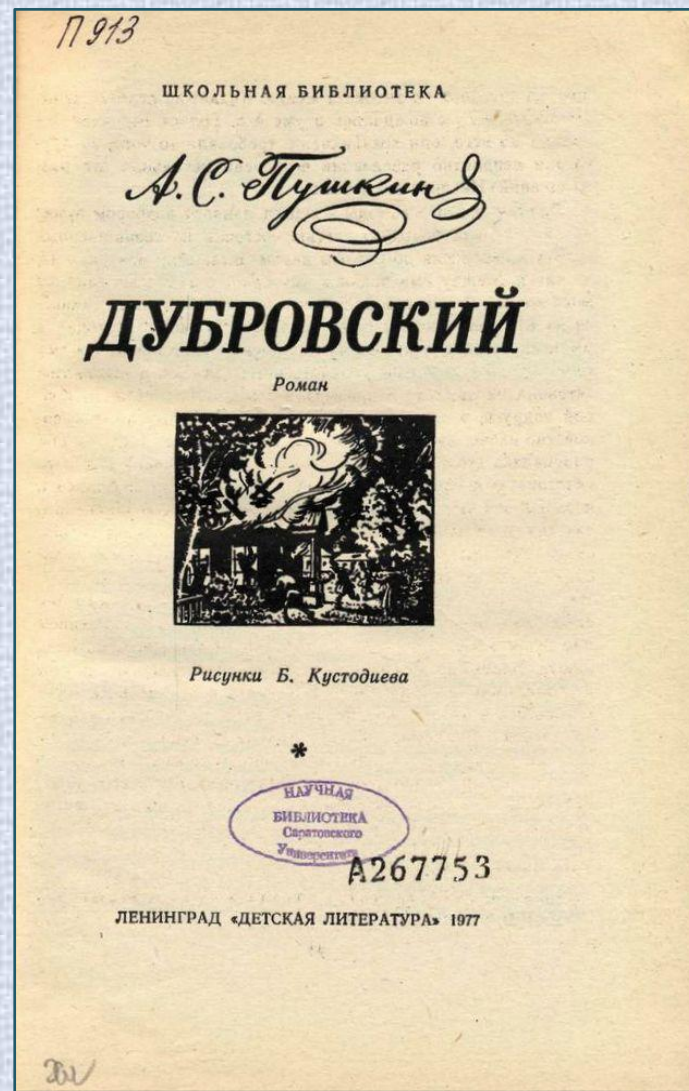 П 913
ШКОЛЬНАЯ БИБЛИОТЕКА
А. С. Пушкин
ДУБРОВСКИЙ
Роман
Рисунки Б. Кустодиева
*
НАУЧНАЯ
БИБЛИОТЕКА
Саратовского
Университета
А267753
ЛЕНИНГРАД «ДЕТСКАЯ ЛИТЕРАТУРА» 1977